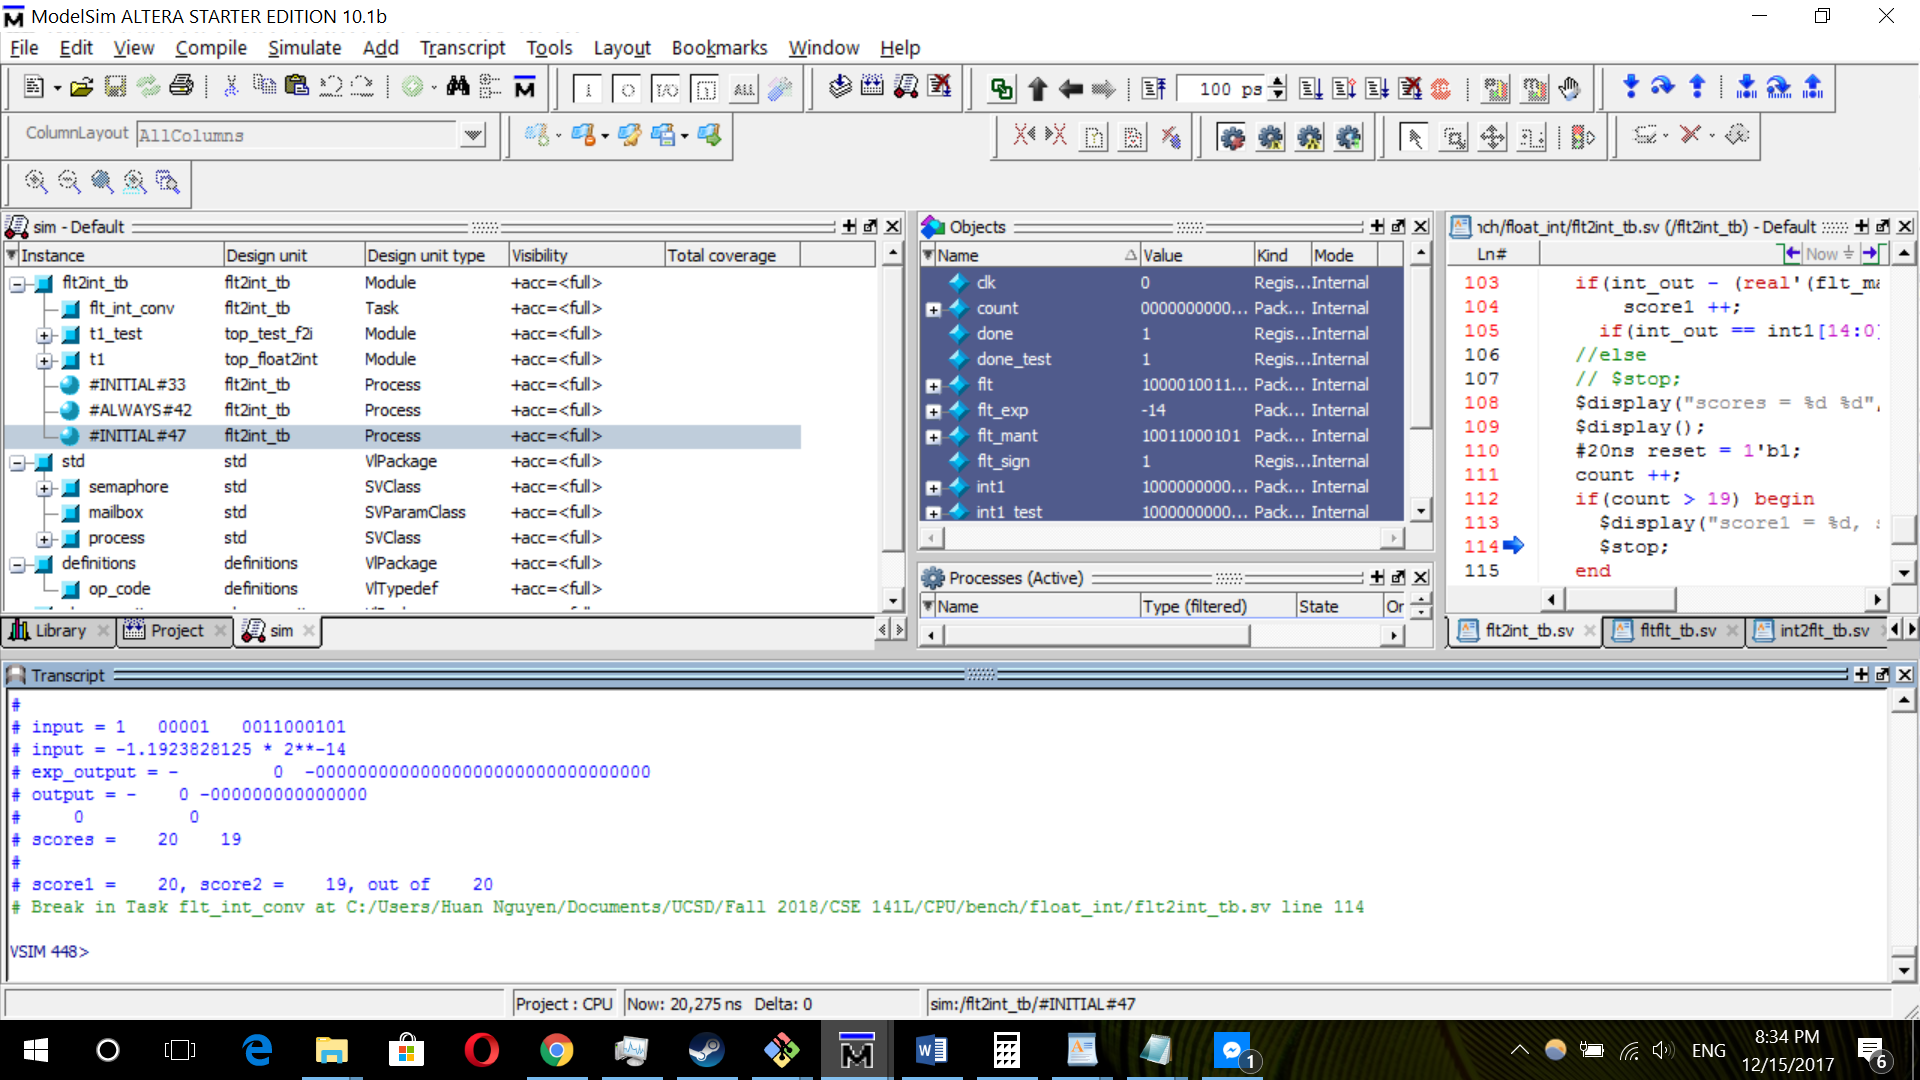 ModelSim ALTERA STARTER EDITION 10.1b
File Edit View Compile Simulate Add Transcript Tools Layout Bookmarks Window Help
100 ps
ColumnLayout AllColumns
sim - Default
Instance Design unit Design unit type Visibility Total coverage
flt2int_tb flt2int_tb Module +acc=<full>
flt_int_conv flt2int_tb Task +acc=<full>
t1_test top_test_f2i Module +acc=<full>
t1 top_float2int Module +acc=<full>
#INITIAL#33 flt2int_tb Process +acc=<full>
#ALWAYS#42 flt2int_tb Process +acc=<full>
#INITIAL#47 flt2int_tb Process +acc=<full>
std std VlPackage +acc=<full>
semaphore std SVClass +acc=<full>
mailbox std SVParamClass +acc=<full>
process std SVClass +acc=<full>
definitions definitions VlPackage +acc=<full>
op_code definitions VlTypedef +acc=<full>
Library Project sim
Objects
Name Value Kind Mode
clk 0 Regis... Internal
count 0000000000... Pack... Internal
done 1 Regis... Internal
done_test 1 Regis... Internal
flt 1000010011... Pack... Internal
flt_exp -14 Pack... Internal
flt_mant 10011000101 Pack... Internal
flt_sign 1 Regis... Internal
int1 1000000000... Pack... Internal
int1_test 1000000000... Pack... Internal
Processes (Active)
Name Type (filtered) State Or
nch/float_int/flt2int_tb.sv (/flt2int_tb) - Default
Ln# Now
103 if(int_out - (real'(flt_ma
104 score1 ++;
105 if(int_out == int1[14:0]
106 //else
107 // $stop;
108 $display("scores = %d %d",
109 $display();
110 #20ns reset = 1'b1;
111 count ++;
112 if(count > 19) begin
113 $display("score1 = %d, s
114 $stop;
115 end
flt2int_tb.sv fltflt_tb.sv int2flt_tb.sv
Transcript
#
# input = 1 00001 0011000101
# input = -1.1923828125 * 2**-14
# exp_output = - 0 -00000000000000000000000000000000
# output = - 0 -000000000000000
# 0 0
# scores = 20 19
#
# score1 = 20, score2 = 19, out of 20
# Break in Task flt_int_conv at C:/Users/Huan Nguyen/Documents/UCSD/Fall 2018/CSE 141L/CPU/bench/float_int/flt2int_tb.sv line 114
VSIM 448>
Project : CPU Now: 20,275 ns Delta: 0 sim:/flt2int_tb/#INITIAL#47
1
ENG
8:34 PM
12/15/2017
6